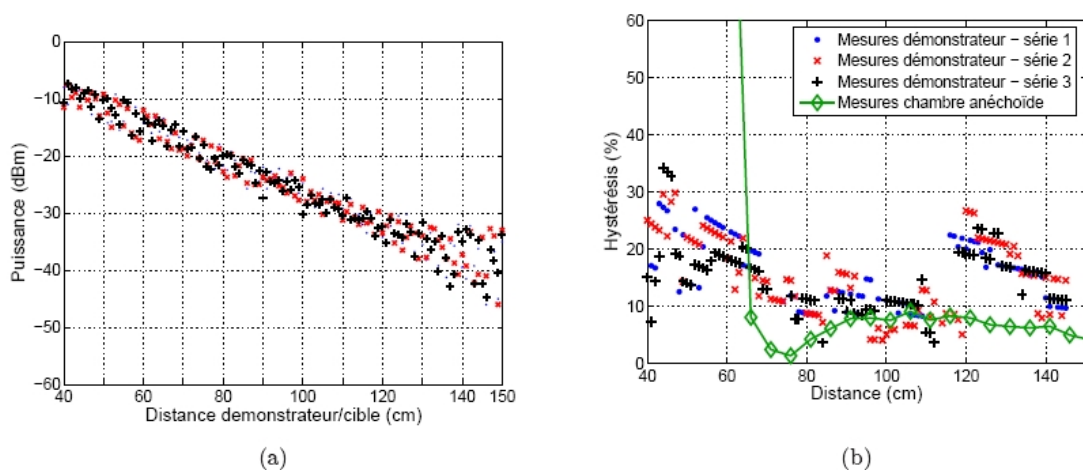 0
−10
−20
−30
−40
−50
−60
40
60
80
100
120
140 150
Puissance (dBm)
Distance demonstrateur/cible (cm)
(a)
60
50
40
30
20
10
0
40
60
80
100
120
140
Hystérésis (%)
Distance (cm)
Mesures démonstrateur − série 1
Mesures démonstrateur − série 2
Mesures démonstrateur − série 3
Mesures chambre anéchoïde
(b)